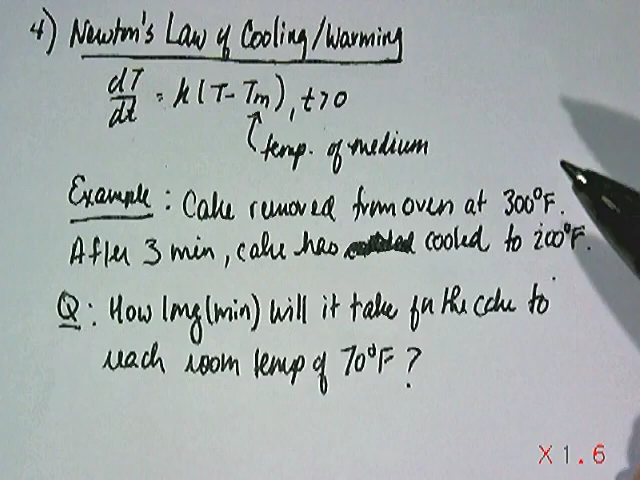 4) Newton's Law of Cooling/Warming
dT/dt = k(T - Tm), t>0
temp. of medium
Example: Cake removed from oven at 300°F.
After 3 min, cake has cooled to 200°F.
Q: How long (min) will it take for the cake to
reach room temp of 70°F?
X1.6